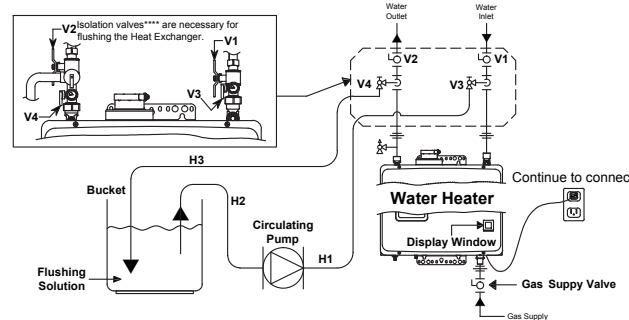 V2
Isolation valves**** are necessary for
flushing the Heat Exchanger.
V1
V3
V4
Water
Outlet
Water
Inlet
V2
V1
V4
V3
H3
Bucket
H2
Circulating
Pump
H1
Flushing
Solution
Water Heater
Display Window
Continue to connec
Gas Suppy Valve
Gas Supply